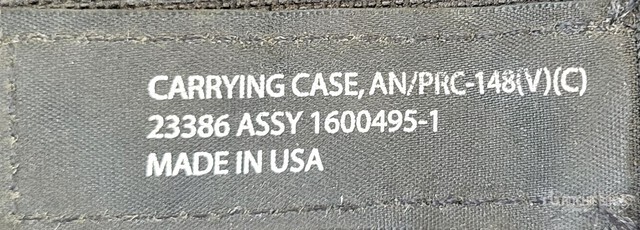 CARRYING CASE, AN/PRC-148(V)(C)
23386 ASSY 1600495-1
MADE IN USA